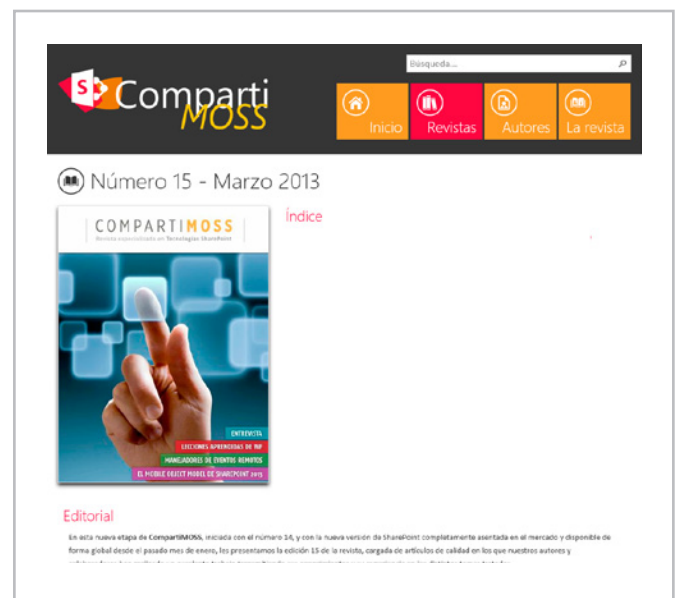 Búsqueda...
S
Comparti
MOSS
Inicio
Revistas
Autores
La revista
Número 15 - Marzo 2013
COMPARTIMOSS
Revista especializada en Tecnologías SharePoint
ENTREVISTA
LECCIONES APRENDIDAS DE
MANEJADORES DE EVENTOS REMOTOS
EL MOBILE OBJECT MODEL DE SHAREPOINT 2013
Índice
Editorial
En esta nueva etapa de CompartiMOSS, iniciada con el número 14, y con la nueva versión de SharePoint completamente asentada en el mercado y disponible de
forma global desde el pasado mes de enero, les presentamos la edición 15 de la revista, cargada de artículos de calidad en los que nuestros autores y